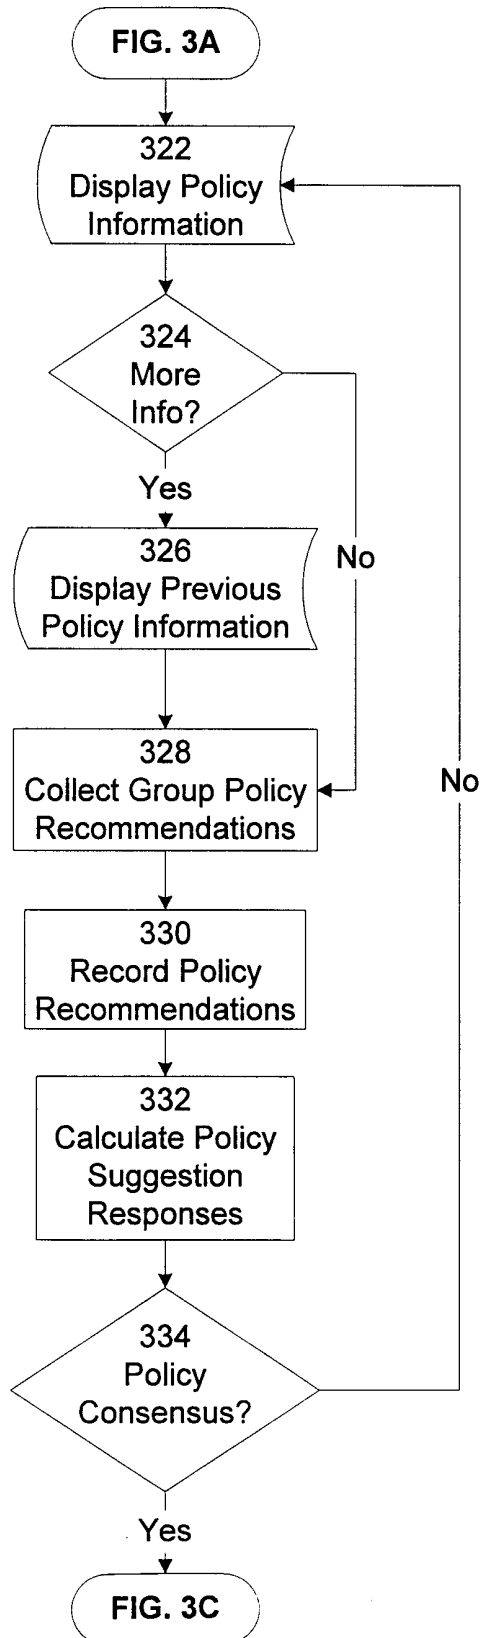 FIG. 3A
322
Display Policy
Information
324
More
Info?
Yes
326
Display Previous
Policy Information
No
328
Collect Group Policy
Recommendations
No
330
Record Policy
Recommendations
332
Calculate Policy
Suggestion
Responses
334
Policy
Consensus?
Yes
FIG. 3C